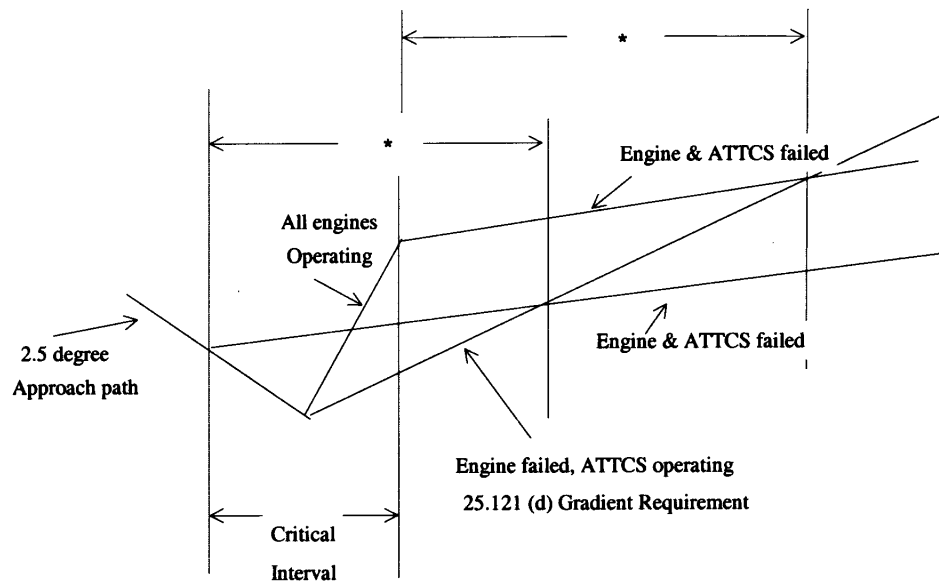 *
*
Engine & ATTCS failed
All engines
Operating
2.5 degree
Approach path
Engine & ATTCS failed
Engine failed, ATTCS operating
25.121 (d) Gradient Requirement
Critical
Interval